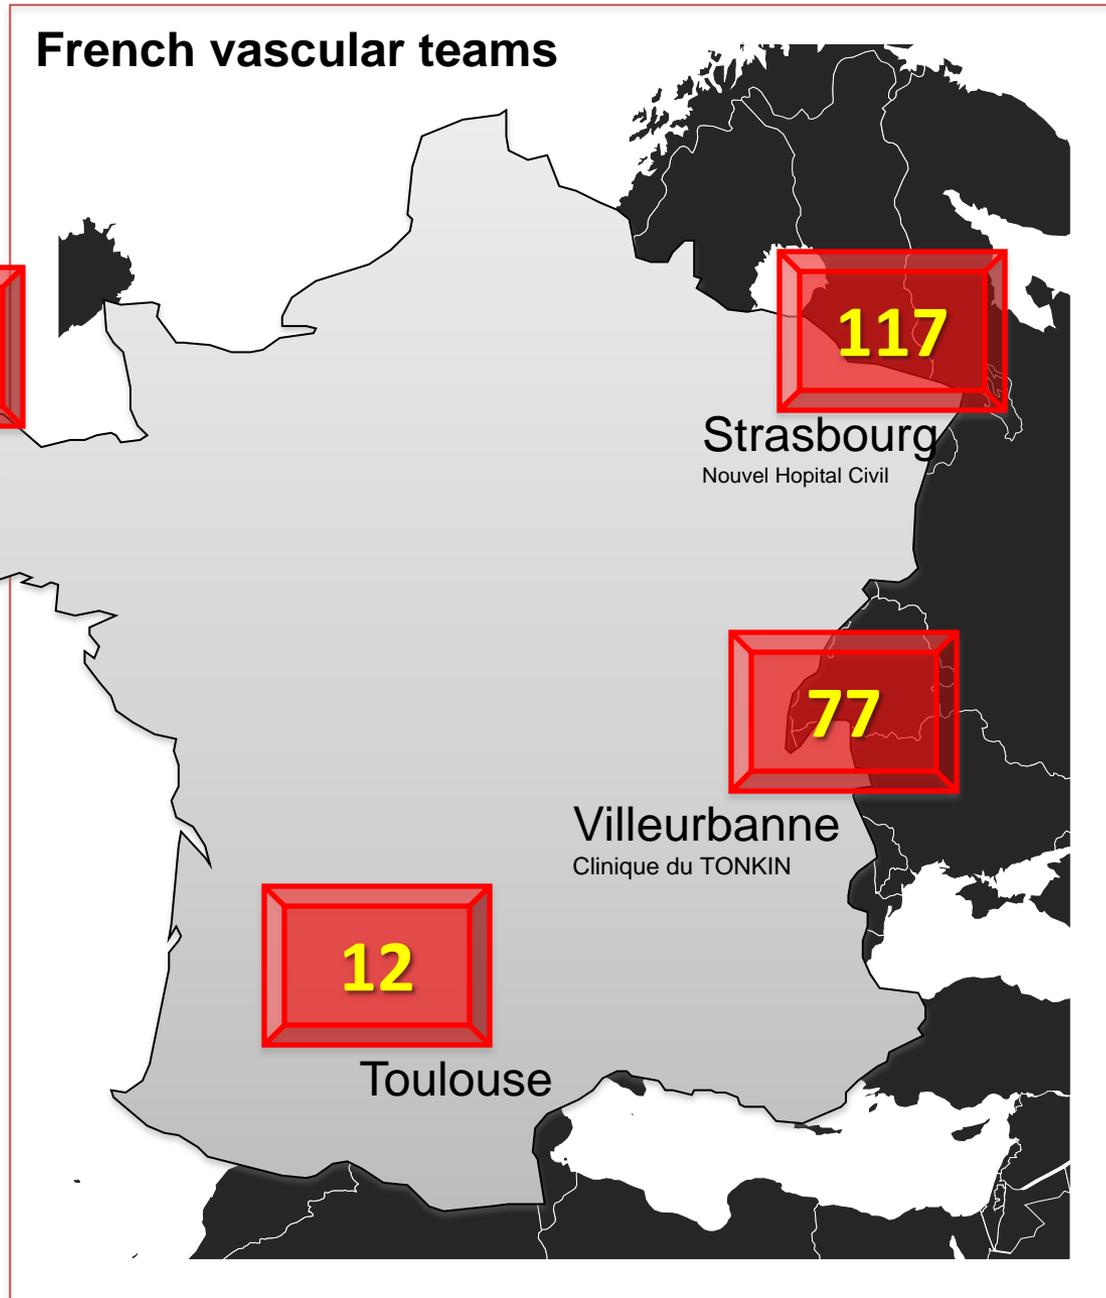 French vascular teams
117
Strasbourg
Nouvel Hopital Civil
77
Villeurbanne
Clinique du TONKIN
12
Toulouse